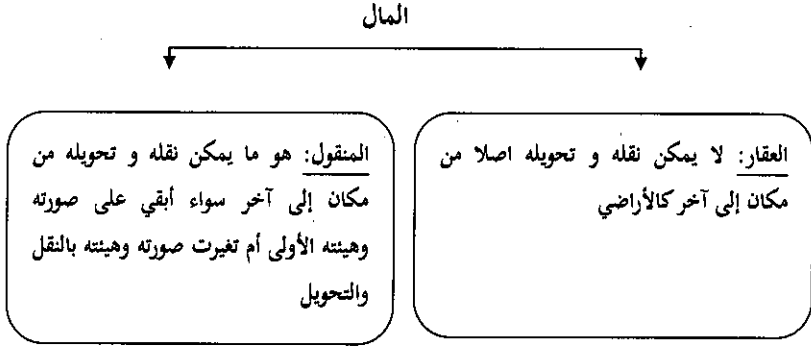 المال
العقار: لا يمكن نقله و تحويله اصلا من
مكان إلى آخر كالأراضي
المنقول: هو ما يمكن نقله و تحويله من
مكان إلى آخر سواء أبقي على صورته
وهيئته الأولى أم تغيرت صورته وهيئته بالنقل
والتحويل